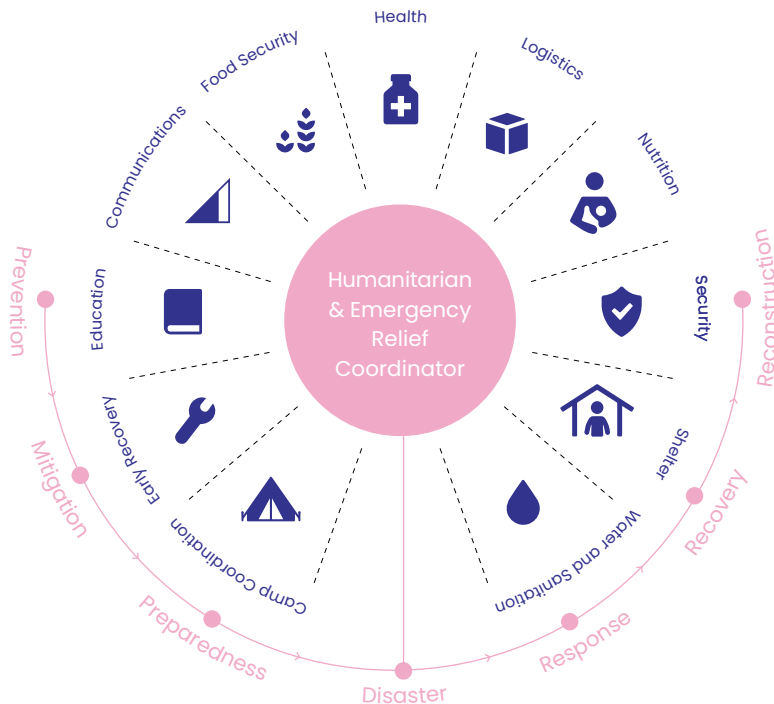 Health
Logistics
Nutrition
Security
Shelter
Water and Sanitation
Camp Coordination
Early Recovery
Education
Communications
Food Security
Humanitarian
& Emergency
Relief
Coordinator
Prevention
Mitigation
Preparedness
Disaster
Response
Recovery
Reconstruction